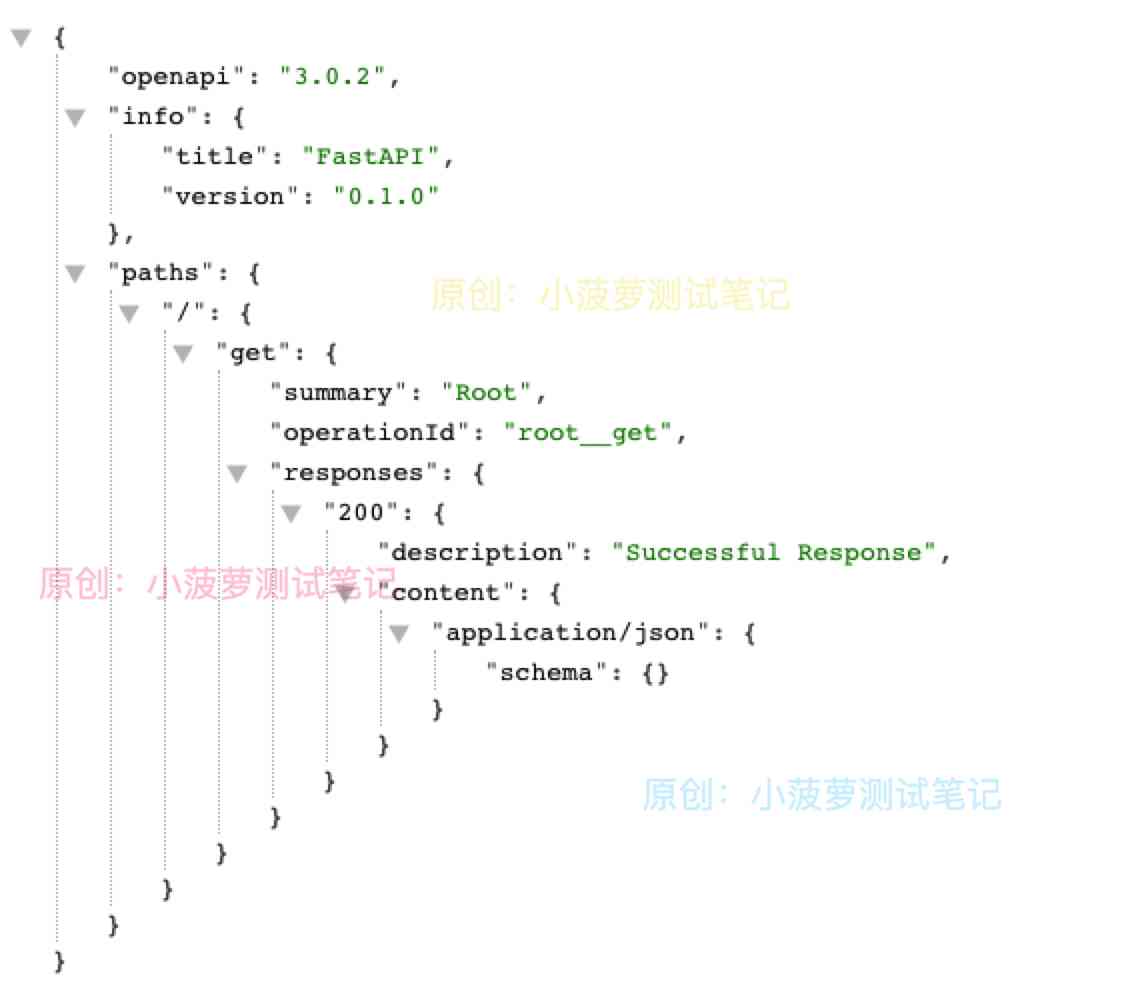 {
"openapi": "3.0.2",
"info": {
"title": "FastAPI",
"version": "0.1.0"
},
"paths": {
原创：小菠萝测试笔记
"/": {
"get": {
"summary": "Root",
"operationId": "root__get",
"responses": {
"200": {
"description": "Successful Response",
原创：小菠萝测试笔记
"content": {
"application/json": {
"schema": {}
}
}
}
原创：小菠萝测试笔记
}
}
}
}
}